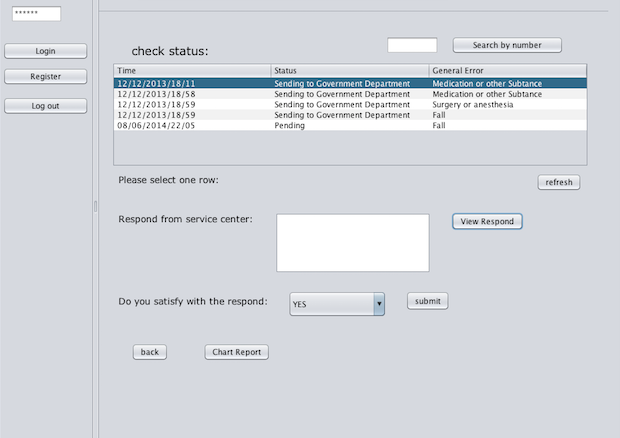 ******
Login
Register
Log out
check status:
Search by number
Time Status General Error
12/12/2013/18/11 Sending to Government Department Medication or other Subtance
12/12/2013/18/58 Sending to Government Department Medication or other Subtance
12/12/2013/18/59 Sending to Government Department Surgery or anesthesia
12/12/2013/18/59 Sending to Government Department Fall
08/06/2014/22/05 Pending Fall
Please select one row:
refresh
Respond from service center:
View Respond
Do you satisfy with the respond:
YES
submit
back
Chart Report